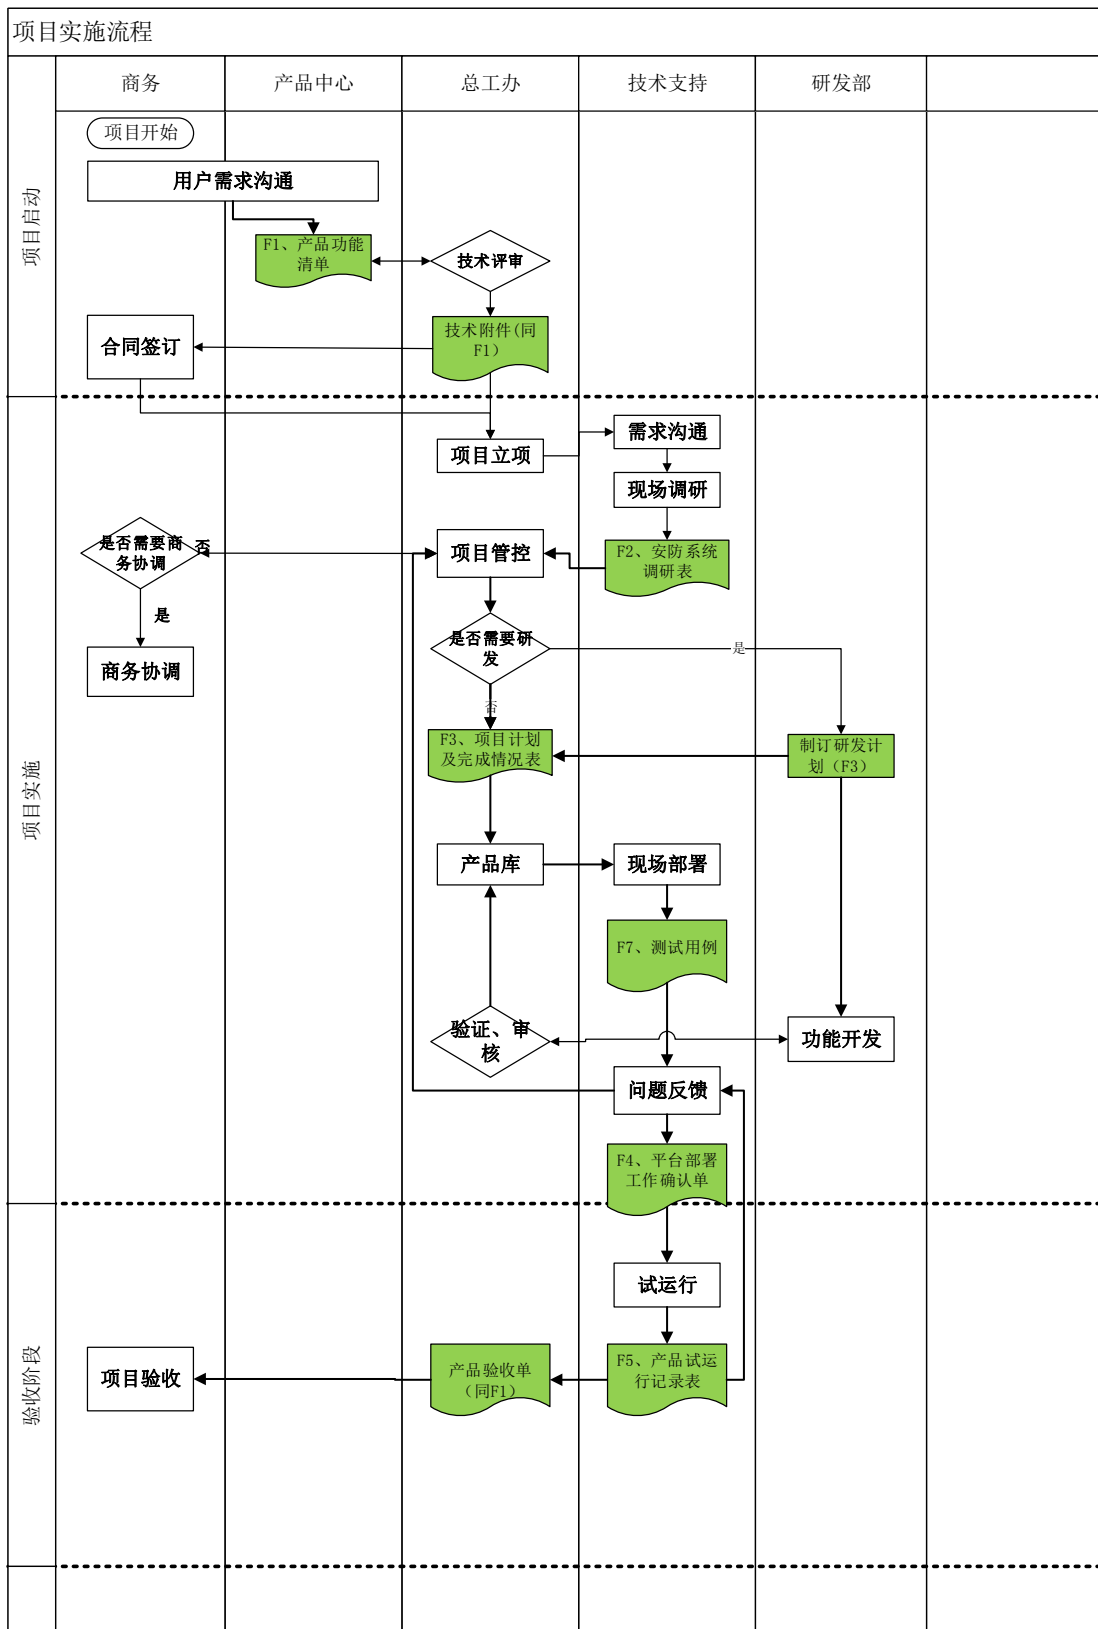 项目实施流程
商务
产品中心
总工办
技术支持
研发部
项目启动
项目开始
用户需求沟通
F1、产品功能
清单
技术评审
合同签订
技术附件(同
F1）
项目实施
项目立项
需求沟通
现场调研
是否需要商
务协调
否
项目管控
F2、安防系统
调研表
是
是否需要研
发
是
商务协调
否
F3、项目计划
及完成情况表
制订研发计
划（F3）
产品库
现场部署
F7、测试用例
验证、审
核
功能开发
问题反馈
F4、平台部署
工作确认单
验收阶段
试运行
项目验收
产品验收单
（同F1）
F5、产品试运
行记录表